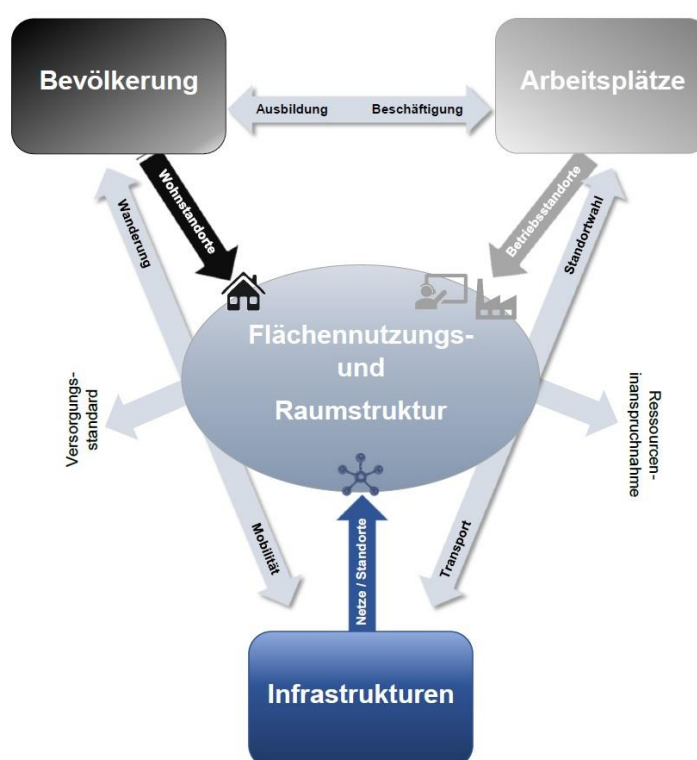 Bevölkerung
Arbeitsplätze
Ausbildung
Beschäftigung
Wanderung
Wohnstandorte
Betriebsstandorte
Standortwahl
Flächennutzungs-
und
Raumstruktur
Versorgungs-
standard
Ressourcen-
inanspruchnahme
Mobilität
Netze / Standorte
Transport
Infrastrukturen